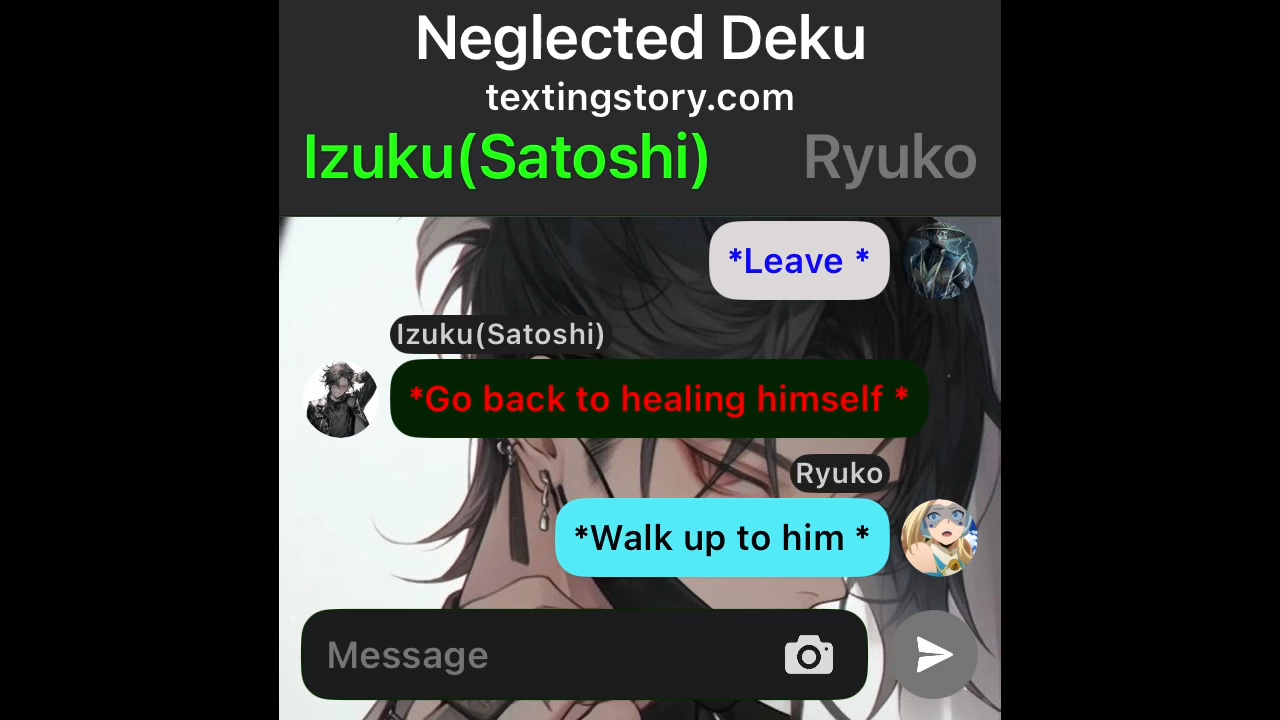 Neglected Deku
textingstory.com
Izuku(Satoshi) Ryuko
*Leave *
Izuku(Satoshi)
*Go back to healing himself *
Ryuko
*Walk up to him *
Message